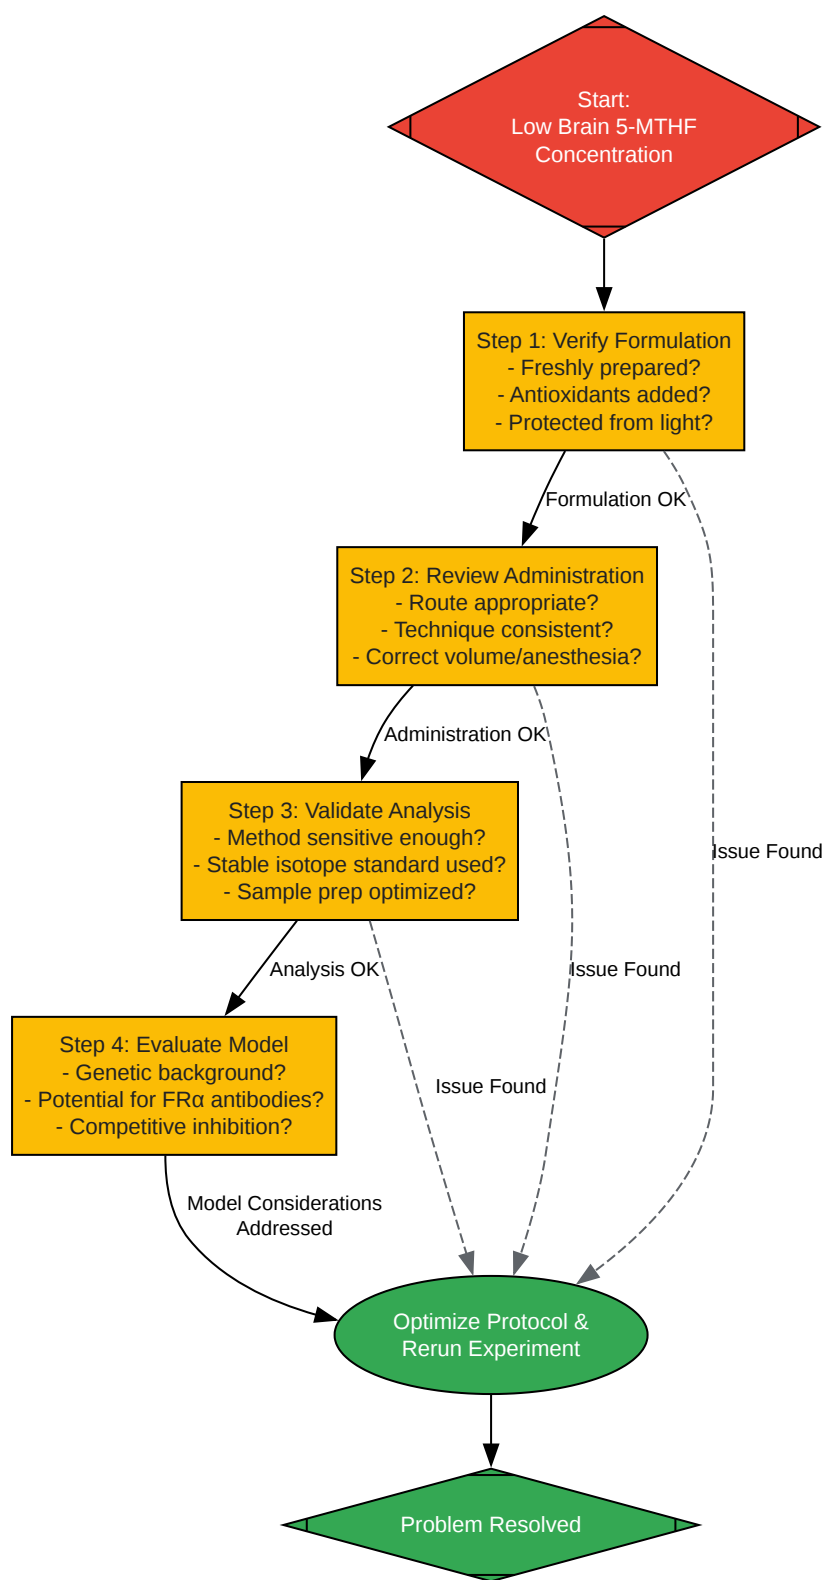 Start:
Low Brain 5-MTHF
Concentration
Step 1: Verify Formulation
- Freshly prepared?
- Antioxidants added?
- Protected from light?
Formulation OK
Step 2: Review Administration
- Route appropriate?
- Technique consistent?
- Correct volume/anesthesia?
Administration OK
Step 3: Validate Analysis
- Method sensitive enough?
- Stable isotope standard used?
- Sample prep optimized?
Issue Found
Analysis OK
Issue Found
Step 4: Evaluate Model
- Genetic background?
- Potential for FRα antibodies?
- Competitive inhibition?
Issue Found
Model Considerations
Addressed
Optimize Protocol &
Rerun Experiment
Problem Resolved